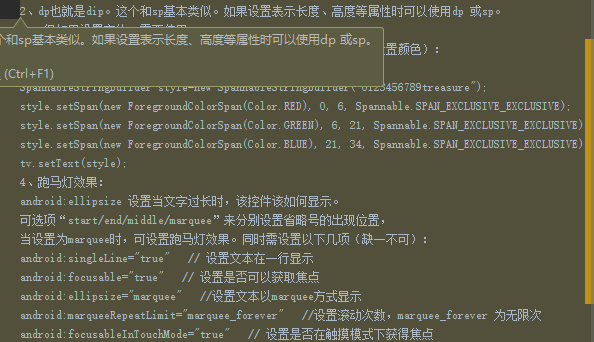 2、dp也就是dip。这个和sp基本类似。如果设置表示长度、高度等属性时可以使用dp 或sp。
个和sp基本类似。如果设置表示长度、高度等属性时可以使用dp 或sp。
置颜色）：
(Ctrl+F1)
SpannableStringBuilder style=new SpannableStringBuilder("0123456789treasure");
style.setSpan(new ForegroundColorSpan(Color.RED), 0, 6, Spannable.SPAN_EXCLUSIVE_EXCLUSIVE);
style.setSpan(new ForegroundColorSpan(Color.GREEN), 6, 21, Spannable.SPAN_EXCLUSIVE_EXCLUSIVE)
style.setSpan(new ForegroundColorSpan(Color.BLUE), 21, 34, Spannable.SPAN_EXCLUSIVE_EXCLUSIVE)
tv.setText(style);
4、跑马灯效果：
android:ellipsize 设置当文字过长时，该控件该如何显示。
可选项“start/end/middle/marquee”来分别设置省略号的出现位置，
当设置为marquee时，可设置跑马灯效果。同时需设置以下几项（缺一不可）：
android:singleLine="true" // 设置文本在一行显示
android:focusable="true" // 设置是否可以获取焦点
android:ellipsize="marquee" //设置文本以marquee方式显示
android:marqueeRepeatLimit="marquee_forever" //设置滚动次数，marquee_forever 为无限次
android:focusableInTouchMode="true" // 设置是否在触摸模式下获得焦点